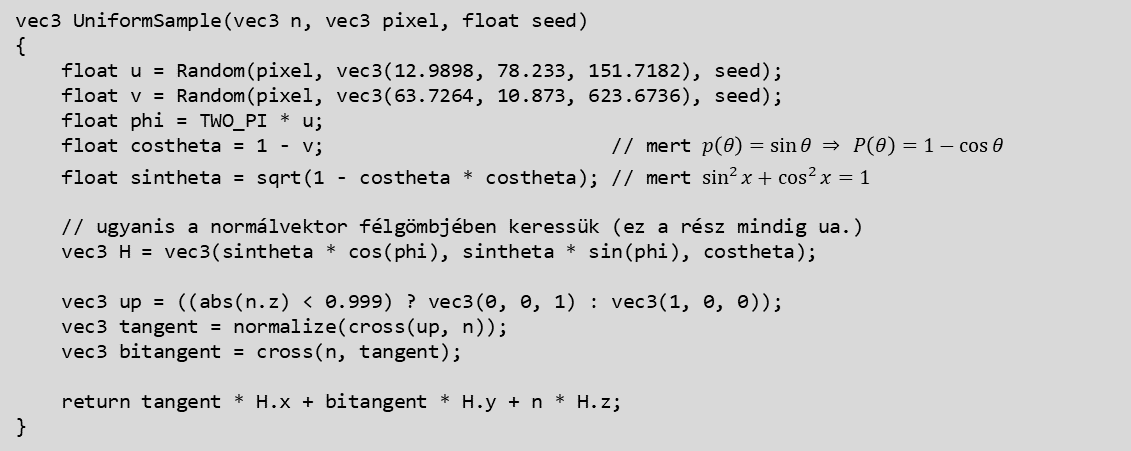 vec3 UniformSample(vec3 n, vec3 pixel, float seed)
{
    float u = Random(pixel, vec3(12.9898, 78.233, 151.7182), seed);
    float v = Random(pixel, vec3(63.7264, 10.873, 623.6736), seed);
    float phi = TWO_PI * u;
    float costheta = 1 - v;                        // mert p(θ) = sin θ ⇒ P(θ) = 1 − cos θ
    float sintheta = sqrt(1 - costheta * costheta); // mert sin² x + cos² x = 1

    // ugyanis a normálvektor félgömbjében keressük (ez a rész mindig ua.)
    vec3 H = vec3(sintheta * cos(phi), sintheta * sin(phi), costheta);

    vec3 up = ((abs(n.z) < 0.999) ? vec3(0, 0, 1) : vec3(1, 0, 0));
    vec3 tangent = normalize(cross(up, n));
    vec3 bitangent = cross(n, tangent);

    return tangent * H.x + bitangent * H.y + n * H.z;
}